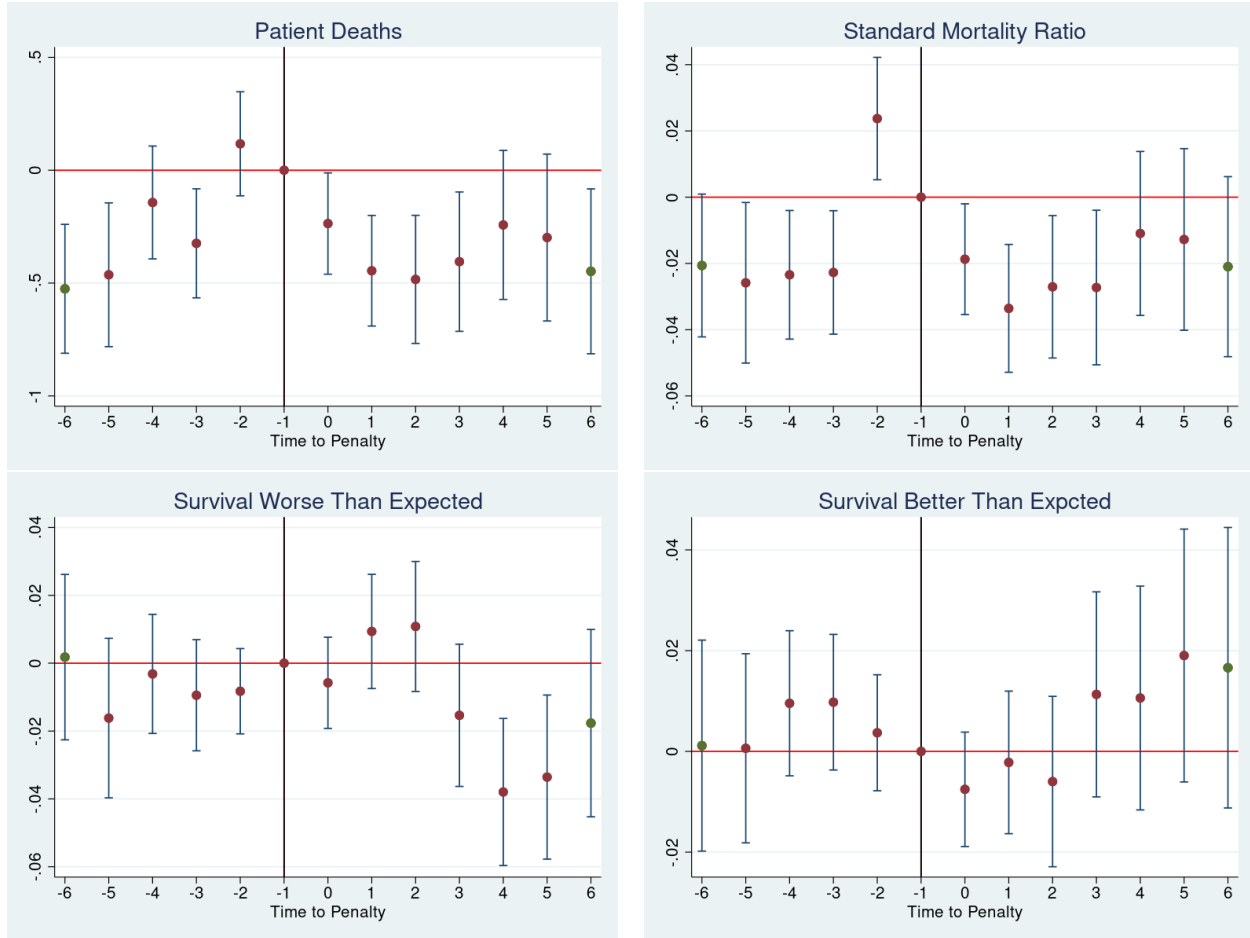 Patient Deaths
.5
0
-.5
-1
-6 -5 -4 -3 -2 -1 0 1 2 3 4 5 6
Time to Penalty
Standard Mortality Ratio
.04
.02
0
-.02
-.04
-.06
-6 -5 -4 -3 -2 -1 0 1 2 3 4 5 6
Time to Penalty
Survival Worse Than Expected
.04
.02
0
-.02
-.04
-.06
-6 -5 -4 -3 -2 -1 0 1 2 3 4 5 6
Time to Penalty
Survival Better Than Expcted
.04
.02
0
-.02
-6 -5 -4 -3 -2 -1 0 1 2 3 4 5 6
Time to Penalty